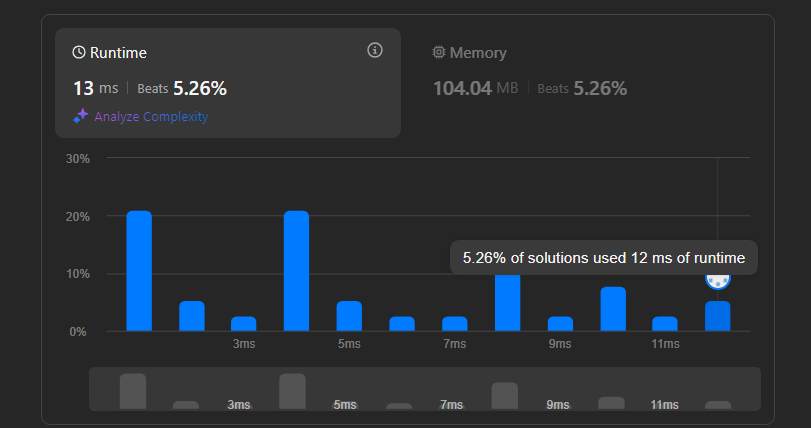 Runtime
13 ms | Beats 5.26%
Analyze Complexity
Memory
104.04 MB | Beats 5.26%
30%
20%
10%
0%
5.26% of solutions used 12 ms of runtime
3ms 5ms 7ms 9ms 11ms
3ms 5ms 7ms 9ms 11ms